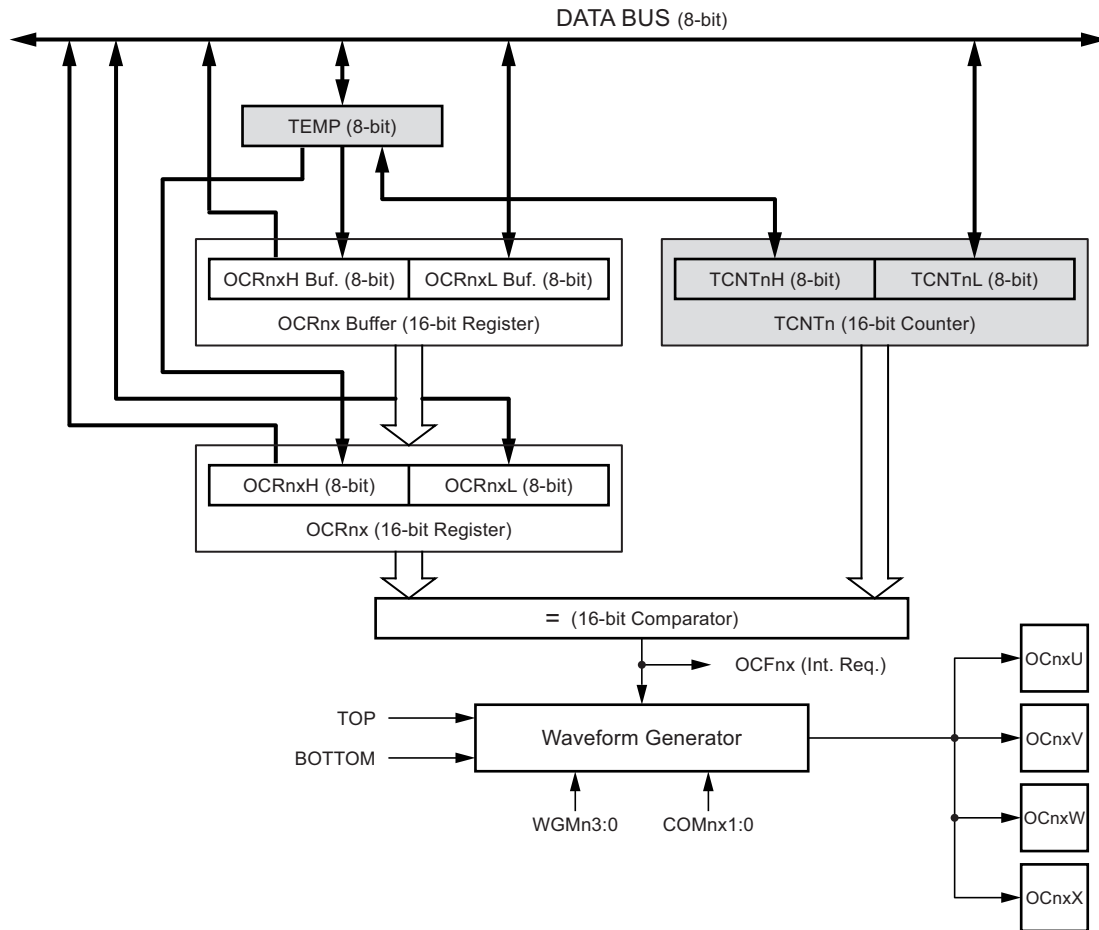 DATA BUS (8-bit)
TEMP (8-bit)
OCRnxH Buf. (8-bit)
OCRnxL Buf. (8-bit)
TCNTnH (8-bit)
TCNTnL (8-bit)
OCRnx Buffer (16-bit Register)
TCNTn (16-bit Counter)
OCRnxH (8-bit)
OCRnxL (8-bit)
OCRnx (16-bit Register)
= (16-bit Comparator)
OCFnx (Int. Req.)
OCnxU
TOP
Waveform Generator
OCnxV
BOTTOM
WGMn3:0
COMnx1:0
OCnxW
OCnxX